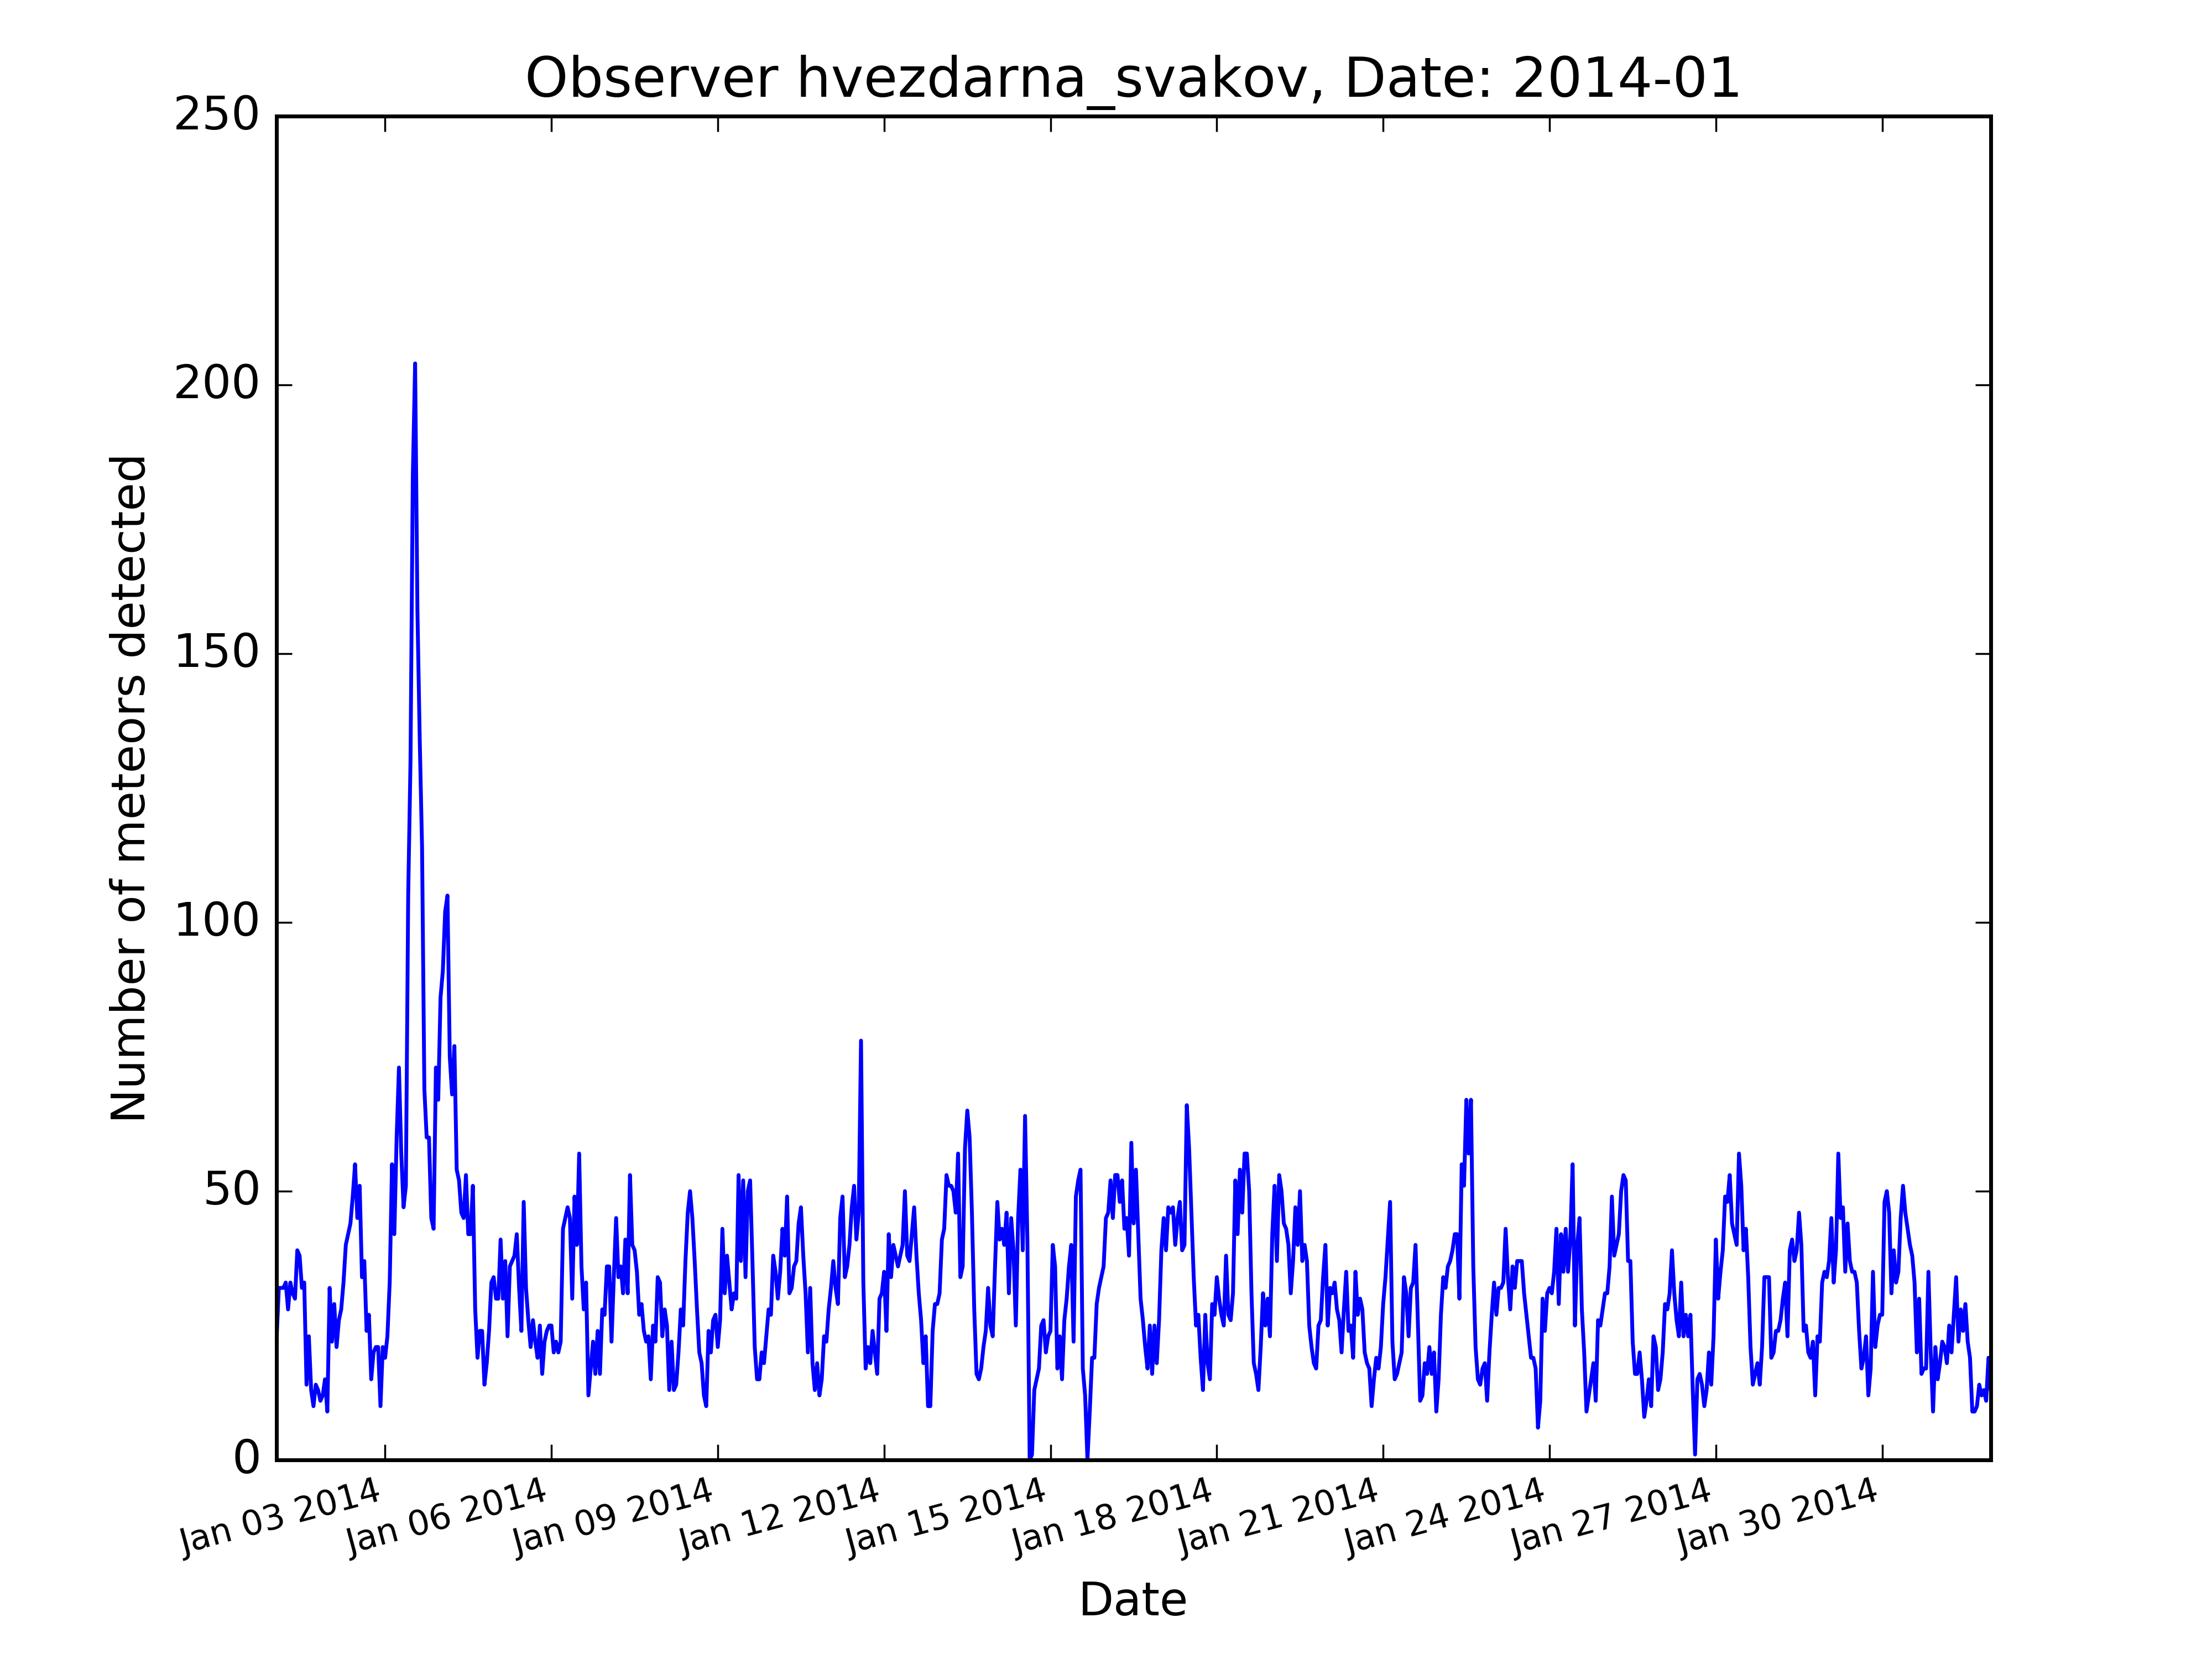 Observer hvezdarna_svakov, Date: 2014-01
250
200
150
100
50
0
Number of meteors detected
Jan 03 2014
Jan 06 2014
Jan 09 2014
Jan 12 2014
Jan 15 2014
Jan 18 2014
Jan 21 2014
Jan 24 2014
Jan 27 2014
Jan 30 2014
Date